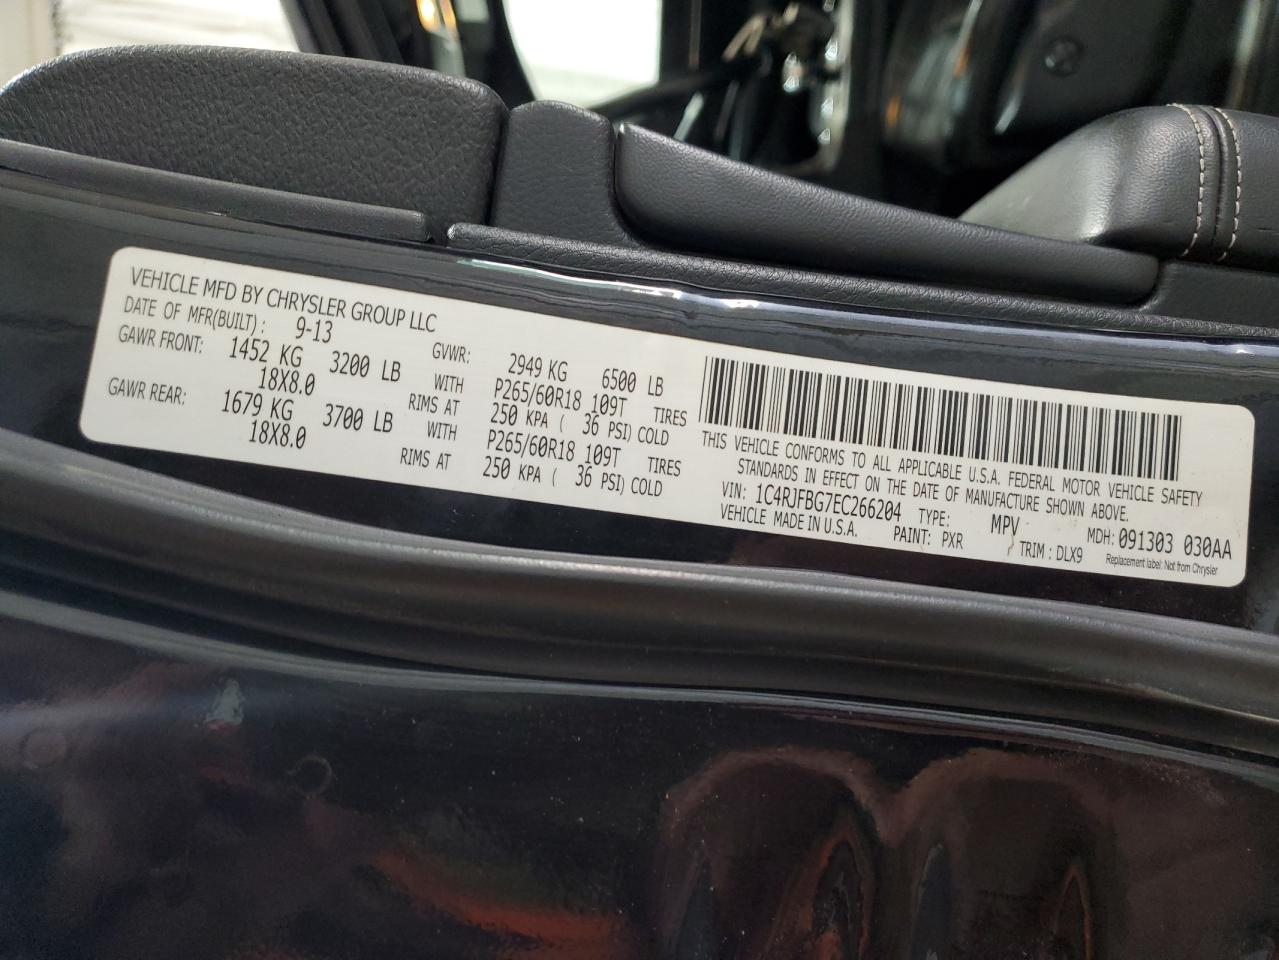 VEHICLE MFD BY CHRYSLER GROUP LLC
DATE OF MFR(BUILT): 9-13 GVWR: 2949 KG 6500 LB
GAWR FRONT: 1452 KG 3200 LB WITH P265/60R18 109T TIRES
18X8.0 RIMS AT 250 KPA ( 36 PSI) COLD
GAWR REAR: 1679 KG 3700 LB WITH P265/60R18 109T TIRES
18X8.0 RIMS AT 250 KPA ( 36 PSI) COLD
THIS VEHICLE CONFORMS TO ALL APPLICABLE U.S.A. FEDERAL MOTOR VEHICLE SAFETY
STANDARDS IN EFFECT ON THE DATE OF MANUFACTURE SHOWN ABOVE.
VIN: 1C4RJFBG7EC266204 TYPE: MPV MDH: 091303 030AA
VEHICLE MADE IN U.S.A. PAINT: PXR TRIM: DLX9
Replacement label: Not from Chrysler